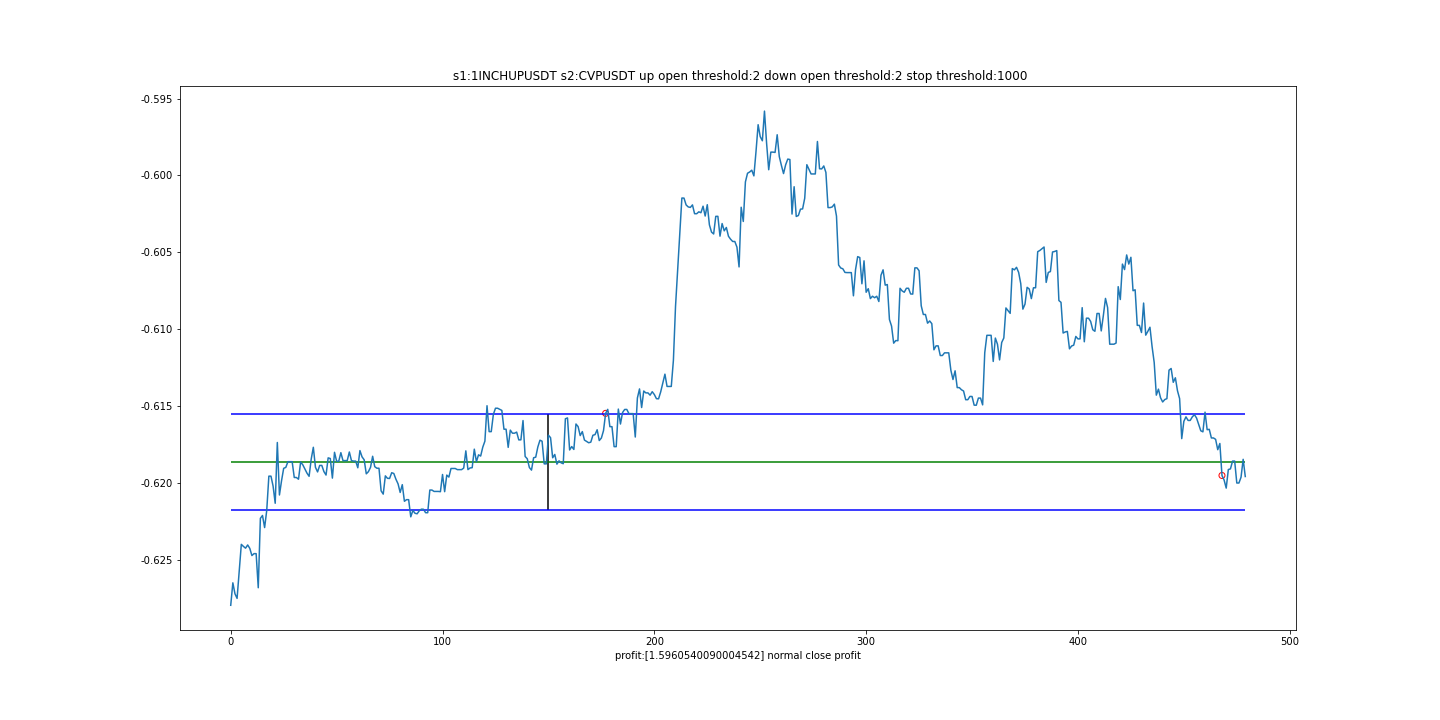 s1:1INCHUPUSDT s2:CVPUSDT up open threshold:2 down open threshold:2 stop threshold:1000
-0.595
-0.600
-0.605
-0.610
-0.615
-0.620
-0.625
0 100 200 300 400 500
profit:[1.5960540090004542] normal close profit